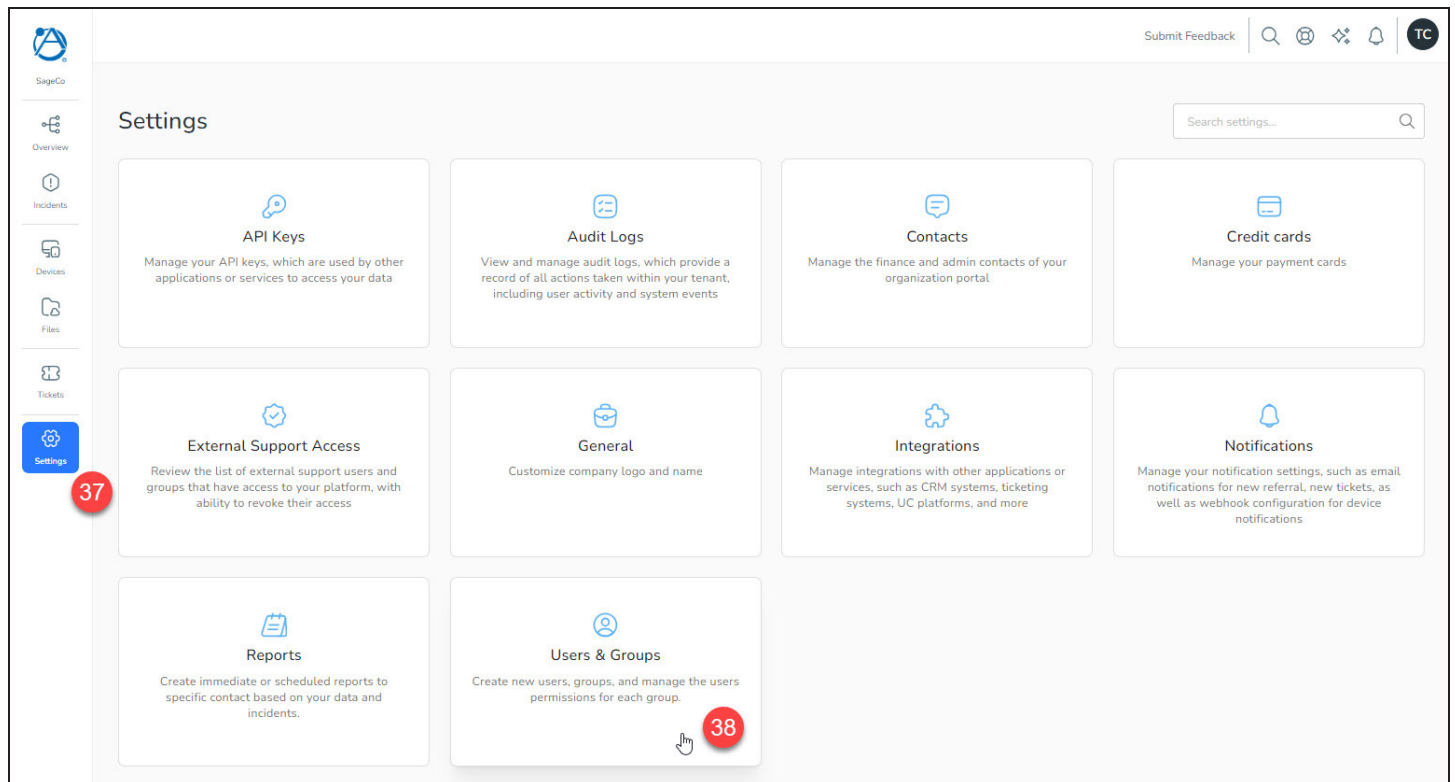 Submit Feedback
TC
SageCo
Overview
Incidents
Devices
Files
Tickets
Settings
37
Settings
Search settings...
API Keys
Manage your API keys, which are used by other
applications or services to access your data
Audit Logs
View and manage audit logs, which provide a
record of all actions taken within your tenant,
including user activity and system events
Contacts
Manage the finance and admin contacts of your
organization portal
Credit cards
Manage your payment cards
External Support Access
Review the list of external support users and
groups that have access to your platform, with
ability to revoke their access
General
Customize company logo and name
Integrations
Manage integrations with other applications or
services, such as CRM systems, ticketing
systems, UC platforms, and more
Notifications
Manage your notification settings, such as email
notifications for new referral, new tickets, as
well as webhook configuration for device
notifications
Reports
Create immediate or scheduled reports to
specific contact based on your data and
incidents.
Users & Groups
Create new users, groups, and manage the users
permissions for each group.
38